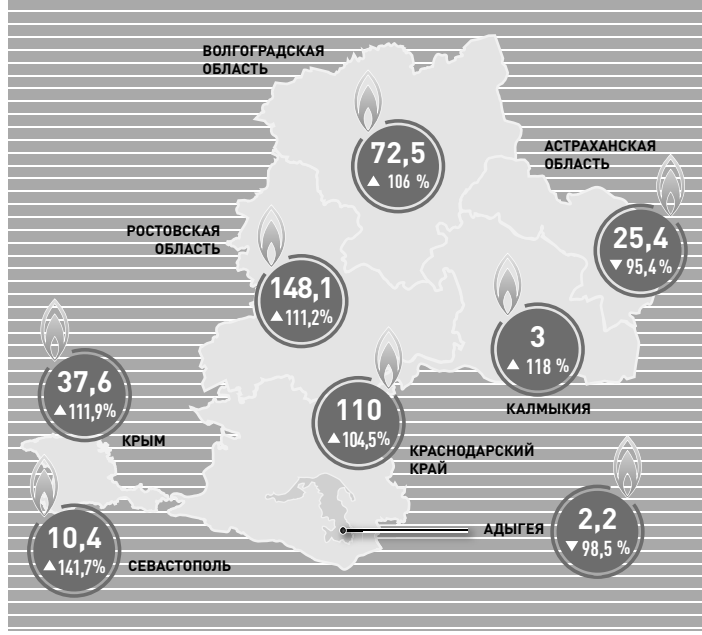 ВОЛГОГРАДСКАЯ
ОБЛАСТЬ
72,5
▲ 106 %
АСТРАХАНСКАЯ
ОБЛАСТЬ
25,4
▼ 95,4%
РОСТОВСКАЯ
ОБЛАСТЬ
148,1
▲ 111,2%
3
▲ 118 %
КАЛМЫКИЯ
37,6
▲ 111,9%
КРЫМ
110
▲ 104,5%
КРАСНОДАРСКИЙ
КРАЙ
10,4
▲ 141,7%
СЕВАСТОПОЛЬ
АДЫГЕЯ
2,2
▼ 98,5 %